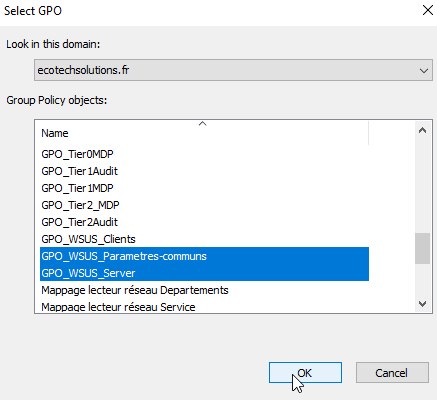 Select GPO
Look in this domain:
ecotechsolutions.fr
Group Policy objects:
Name
GPO_Tier0MDP
GPO_Tier1Audit
GPO_Tier1MDP
GPO_Tier2_MDP
GPO_Tier2Audit
GPO_WSUS_Clients
GPO_WSUS_Parametres-communs
GPO_WSUS_Server
Mappage lecteur réseau Departements
Mappage lecteur réseau Service
OK
Cancel